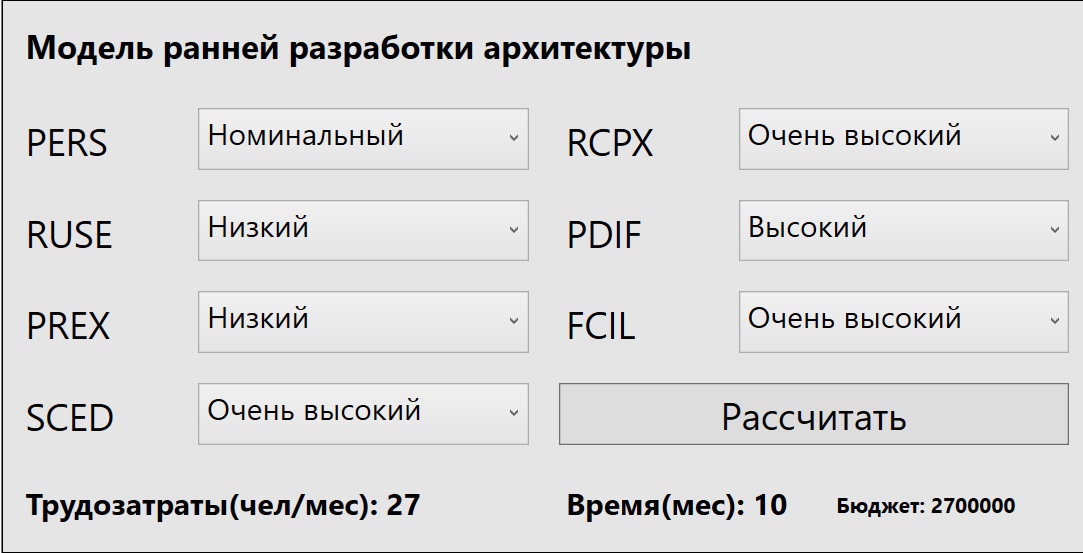 Модель ранней разработки архитектуры
PERS Номинальный RCPX Очень высокий
RUSE Низкий PDIF Высокий
PREX Низкий FCIL Очень высокий
SCED Очень высокий Рассчитать
Трудозатраты(чел/мес): 27 Время(мес): 10 Бюджет: 2700000